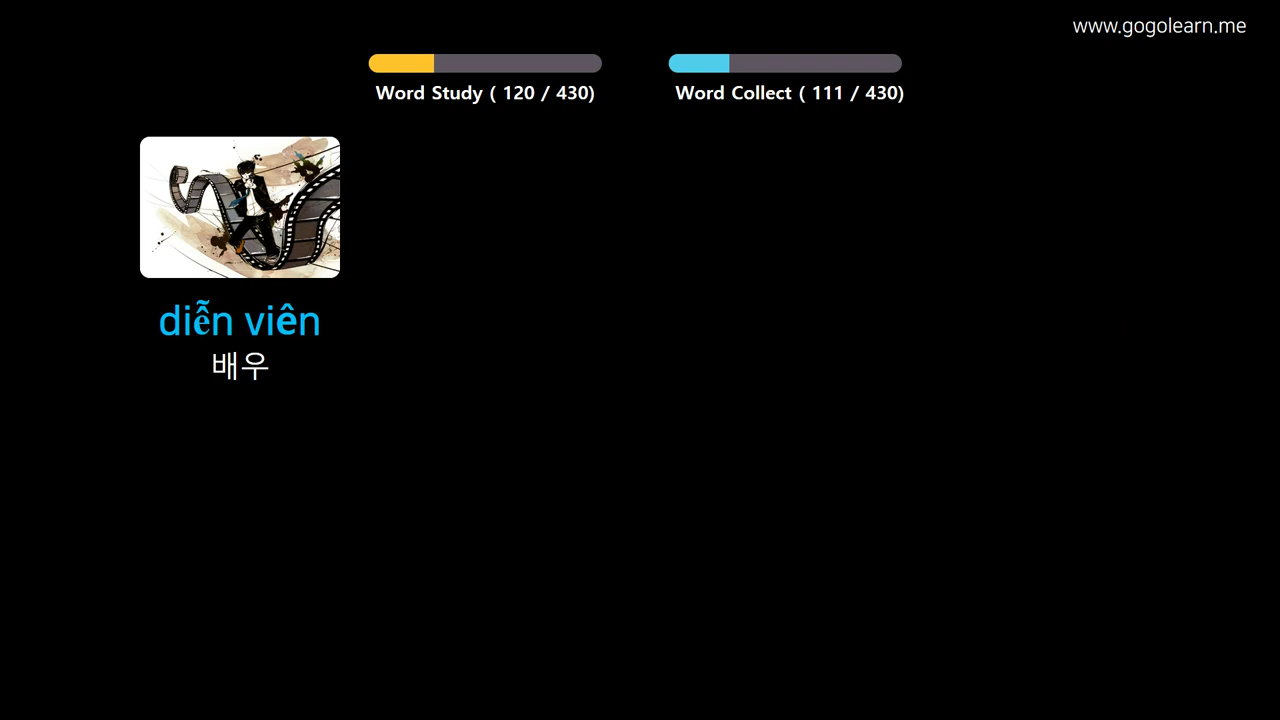 www.gogolearn.me
Word Study ( 120 / 430)
Word Collect ( 111 / 430)
diễn viên
배우